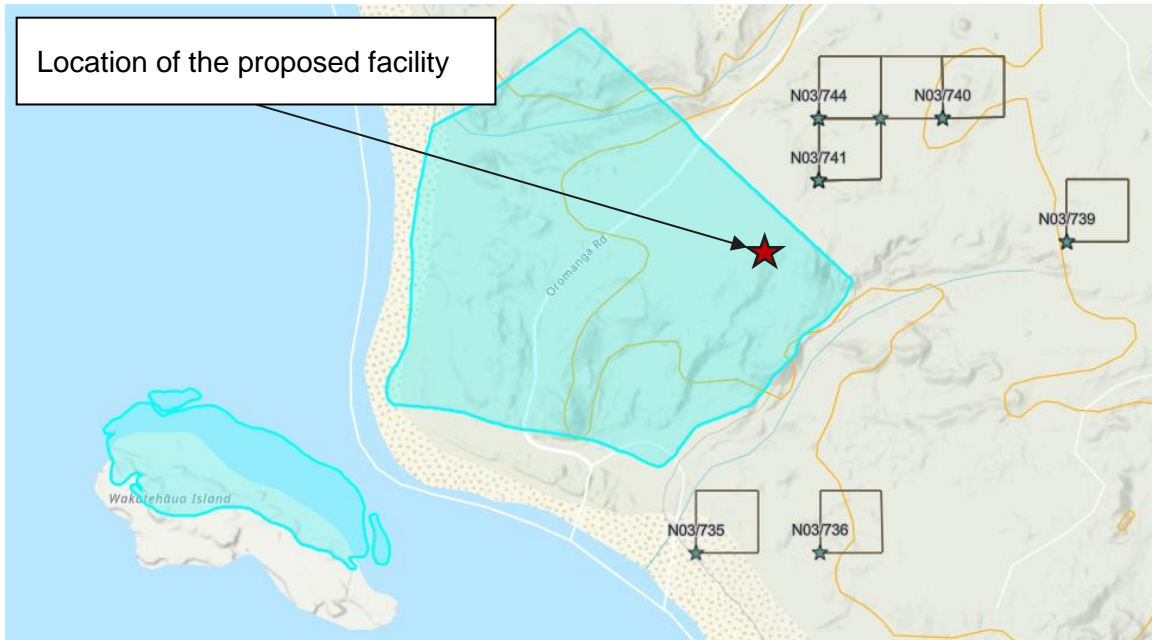 Location of the proposed facility
N03/744
N03/740
N03/741
N03/739
Oromanga Rd
Wakatehāua Island
N03/735
N03/736